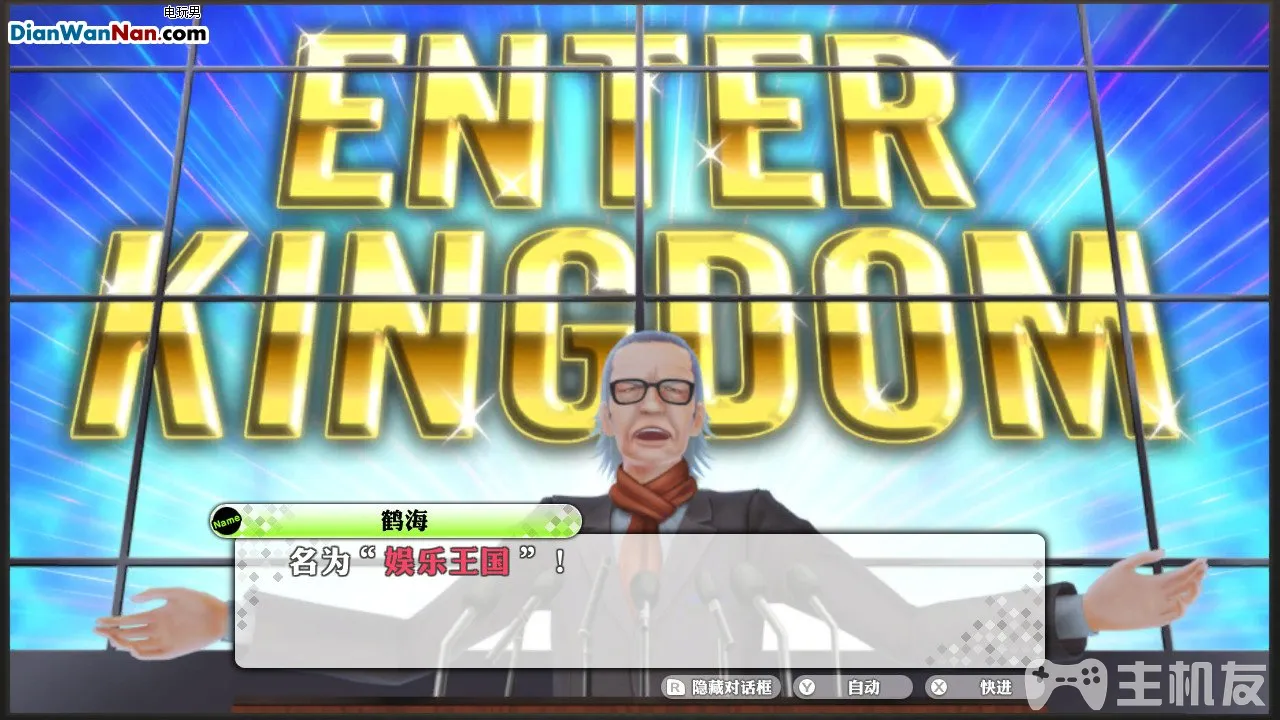 电玩男
DianWanNan.com
ENTER
KINGDOM
Name
鹤海
名为“娱乐王国”！
R 隐藏对话框 Y 自动 X 快进
主机友